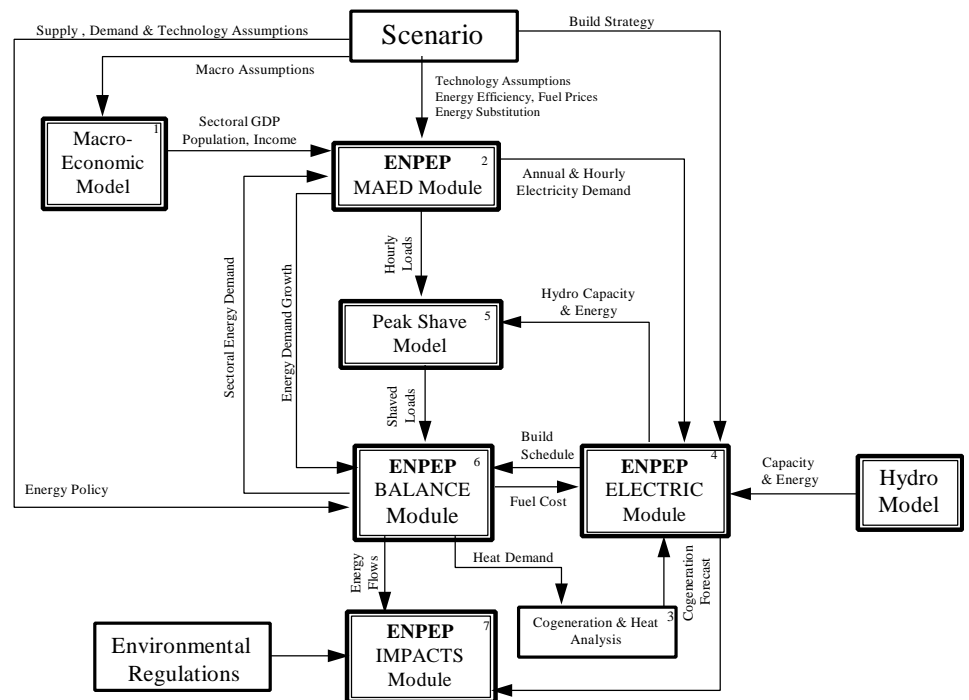 Supply , Demand & Technology Assumptions
Scenario
Build Strategy
Macro Assumptions
Technology Assumptions
Energy Efficiency, Fuel Prices
Energy Substitution
1
Macro-
Economic
Model
Sectoral GDP
Population, Income
ENPEP 2
MAED Module
Annual & Hourly
Electricity Demand
Hourly
Loads
Sectoral Energy Demand
Energy Demand Growth
Peak Shave 5
Model
Hydro Capacity
& Energy
Shaved
Loads
ENPEP 6
BALANCE
Module
Build
Schedule
Fuel Cost
ENPEP 4
ELECTRIC
Module
Capacity
& Energy
Hydro
Model
Energy Policy
Energy
Flows
Heat Demand
Cogeneration
Forecast
3
Cogeneration & Heat
Analysis
Environmental
Regulations
ENPEP 7
IMPACTS
Module